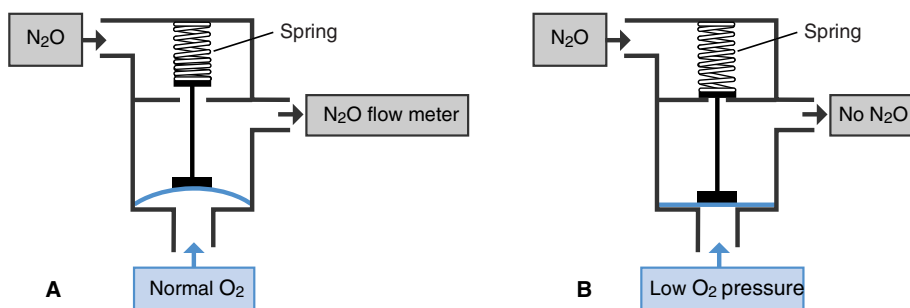 N₂O
Spring
N₂O flow meter
A
Normal O₂
N₂O
Spring
No N₂O
B
Low O₂ pressure